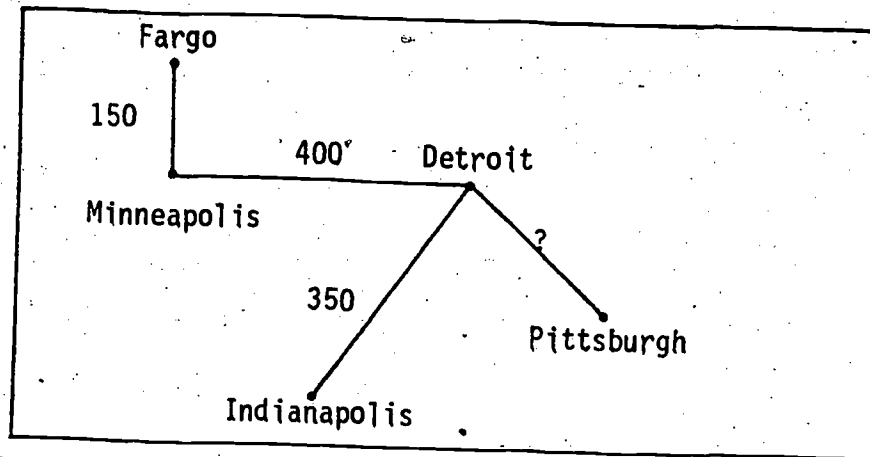 Fargo
150
400
Detroit
Minneapolis
?
350
Pittsburgh
Indianapolis